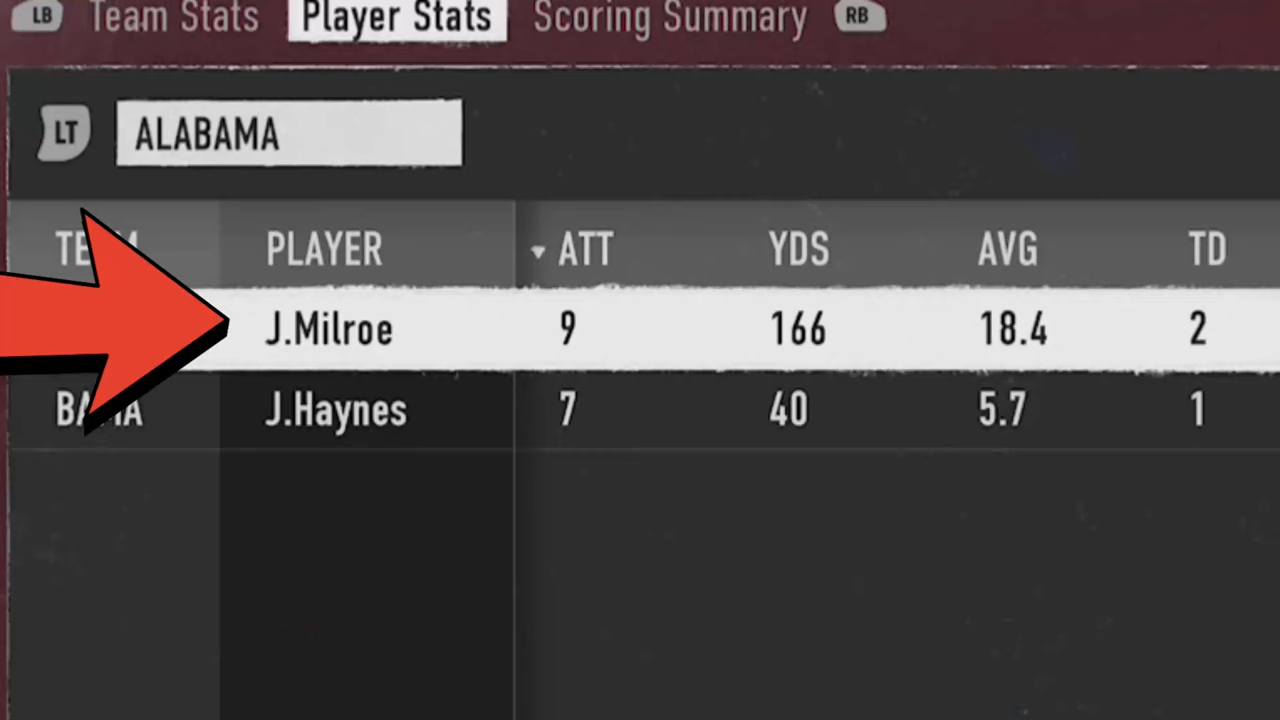 LB Team Stats Player Stats Scoring Summary RB
LT ALABAMA
PLAYER ATT YDS AVG TD
J.Milroe 9 166 18.4 2
J.Haynes 7 40 5.7 1